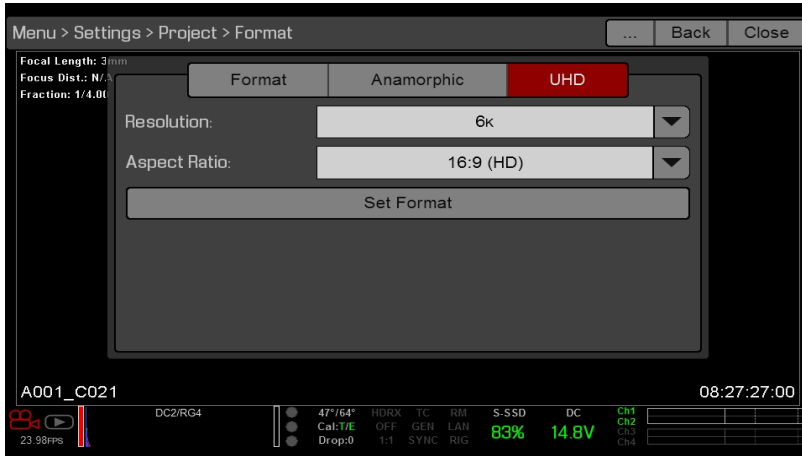 Menu > Settings > Project > Format ... Back Close
Focal Length: 3mm
Focus Dist.: N/A
Fraction: 1/4.00
Format Anamorphic UHD
Resolution: 6K
Aspect Ratio: 16:9 (HD)
Set Format
A001_C021 08:27:27:00
DC2/RG4 47°/64° HDRX TC RM S-SSD DC Ch1
Cal:T/E OFF GEN LAN 83% 14.8V Ch2
Ch3
23.98FPS Drop:0 1:1 SYNC RIG Ch4